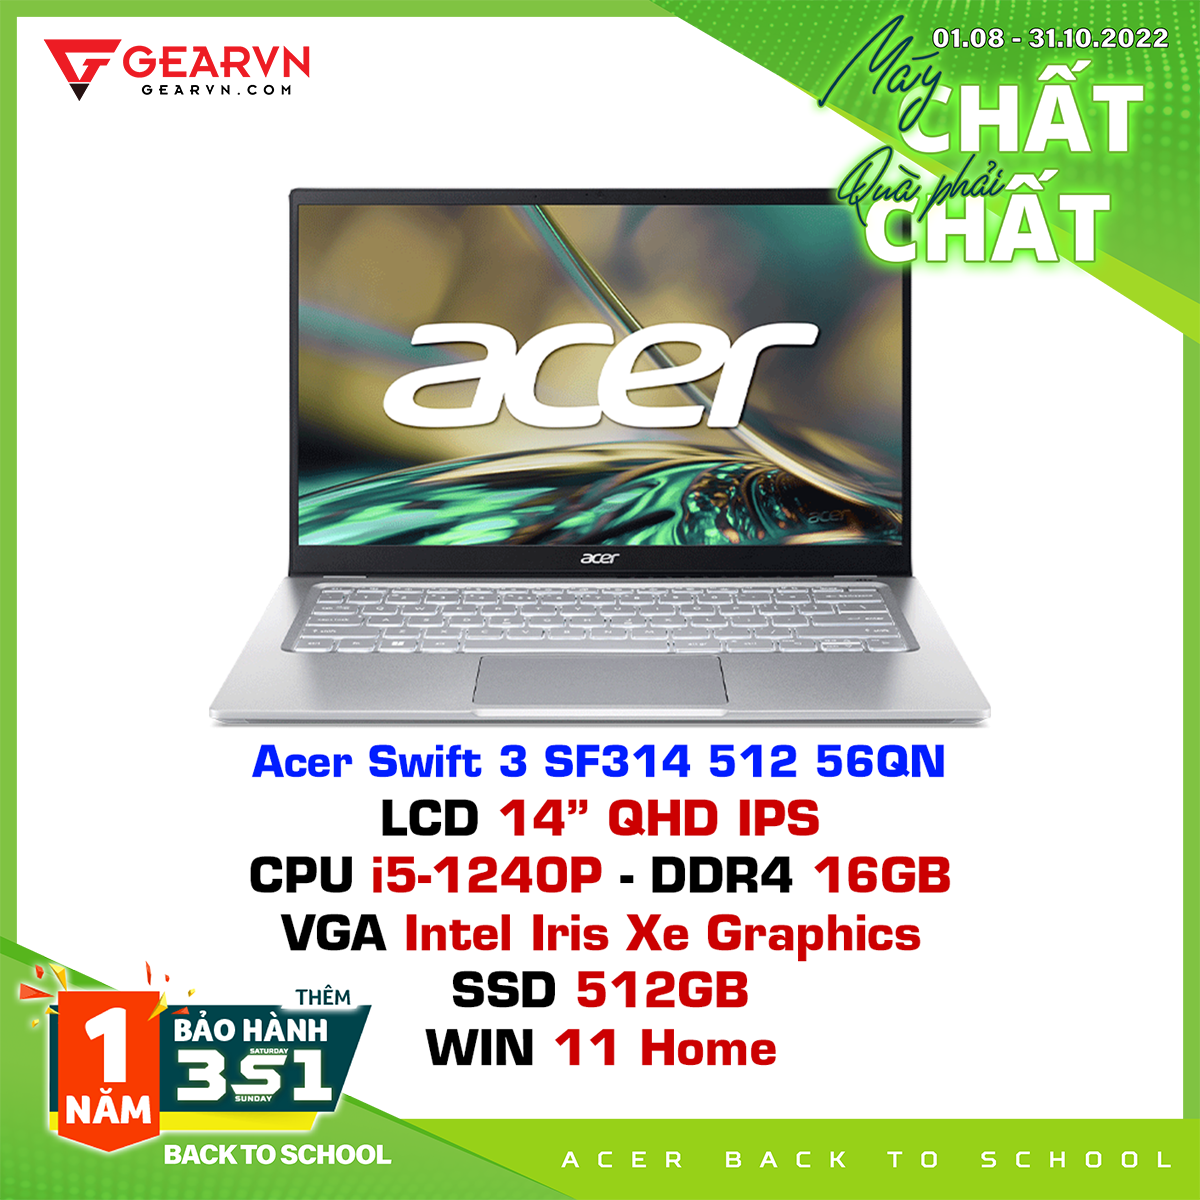 GEARVN
GEARVN.COM
01.08 - 31.10.2022
Máy
CHẤT
Quà phải
CHẤT
acer
acer
acer
Acer Swift 3 SF314 512 56QN
LCD 14” QHD IPS
CPU i5-1240P - DDR4 16GB
VGA Intel Iris Xe Graphics
SSD 512GB
WIN 11 Home
THÊM
1
NĂM
BẢO HÀNH
3S1
SATURDAY
SUNDAY
BACK TO SCHOOL
ACER BACK TO SCHOOL